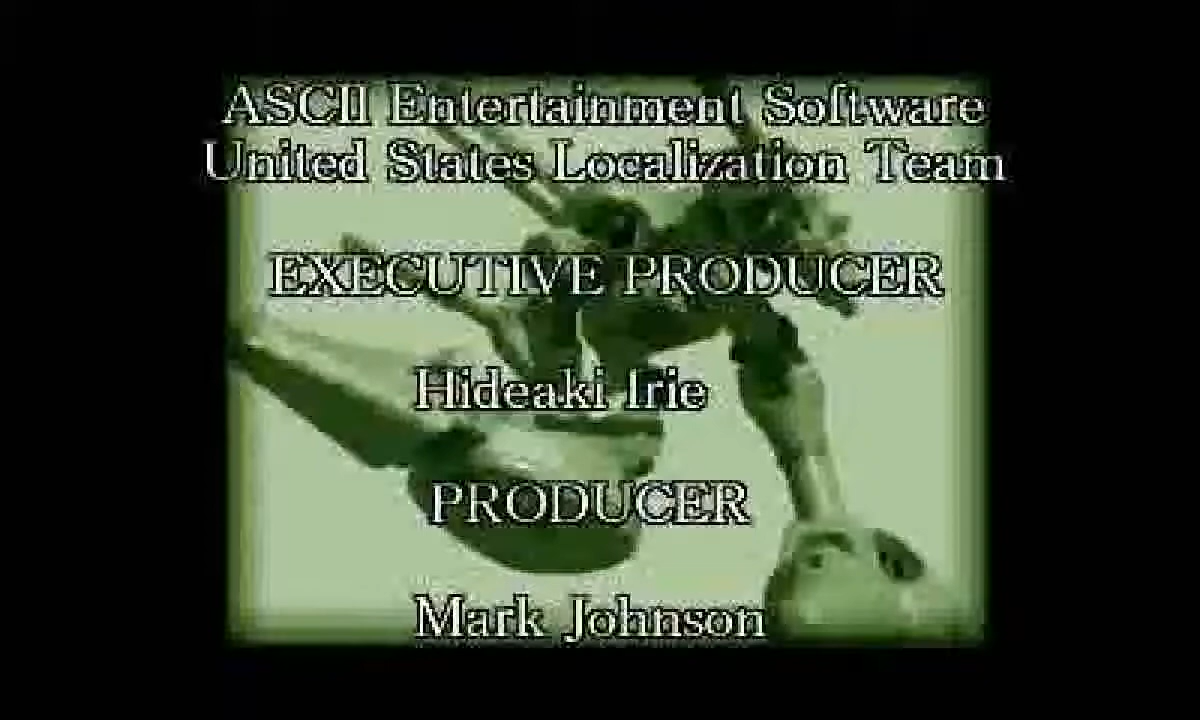 ASCII Entertainment Software
United States Localization Team
EXECUTIVE PRODUCER
Hideaki Irie
PRODUCER
Mark Johnson